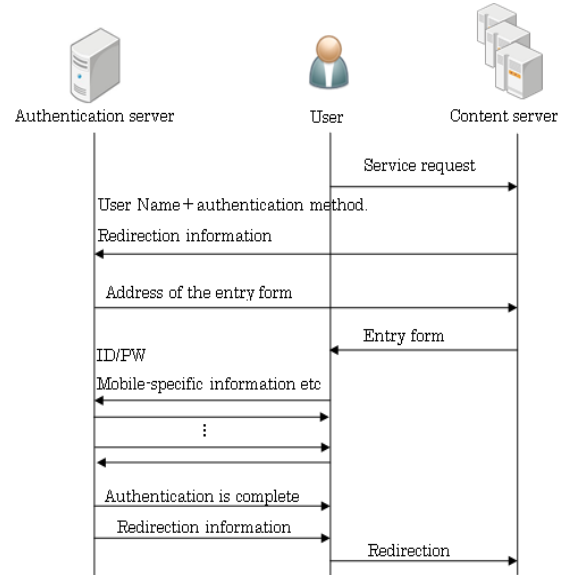 Authentication server
User
Content server
Service request
User Name+authentication method.
Redirection information
Address of the entry form
Entry form
ID/PW
Mobile-specific information etc
⋮
Authentication is complete
Redirection information
Redirection